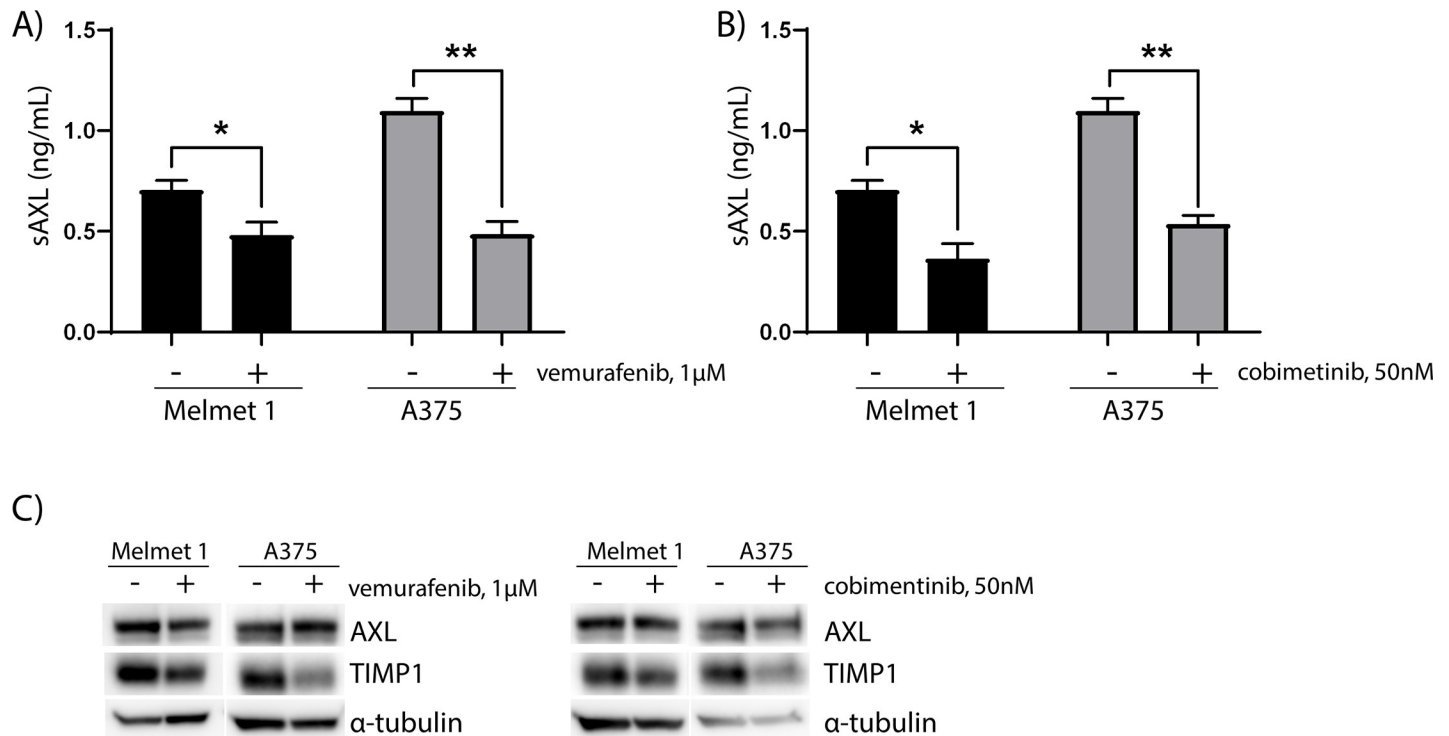 A)
B)
1.5
1.0
0.5
0.0
sAXL (ng/mL)
*
**
- + - + vemurafenib, 1µM
Melmet 1 A375
1.5
1.0
0.5
0.0
sAXL (ng/mL)
*
**
- + - + cobimetinib, 50nM
Melmet 1 A375
C)
Melmet 1 A375
- + - + vemurafenib, 1µM
AXL
TIMP1
α-tubulin
Melmet 1 A375
- + - + cobimentinib, 50nM
AXL
TIMP1
α-tubulin